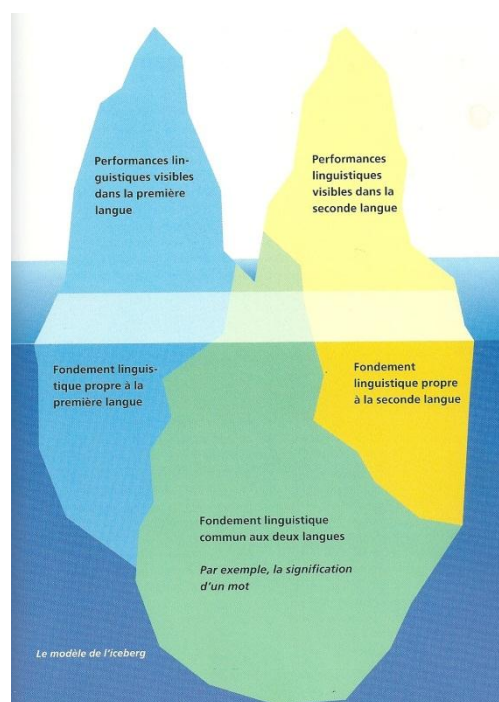 Performances lin-
guistiques visibles
dans la première
langue
Performances
linguistiques
visibles dans la
seconde langue
Fondement linguis-
tique propre à la
première langue
Fondement
linguistique propre
à la seconde langue
Fondement linguistique
commun aux deux langues
Par exemple, la signification
d'un mot
Le modèle de l'iceberg